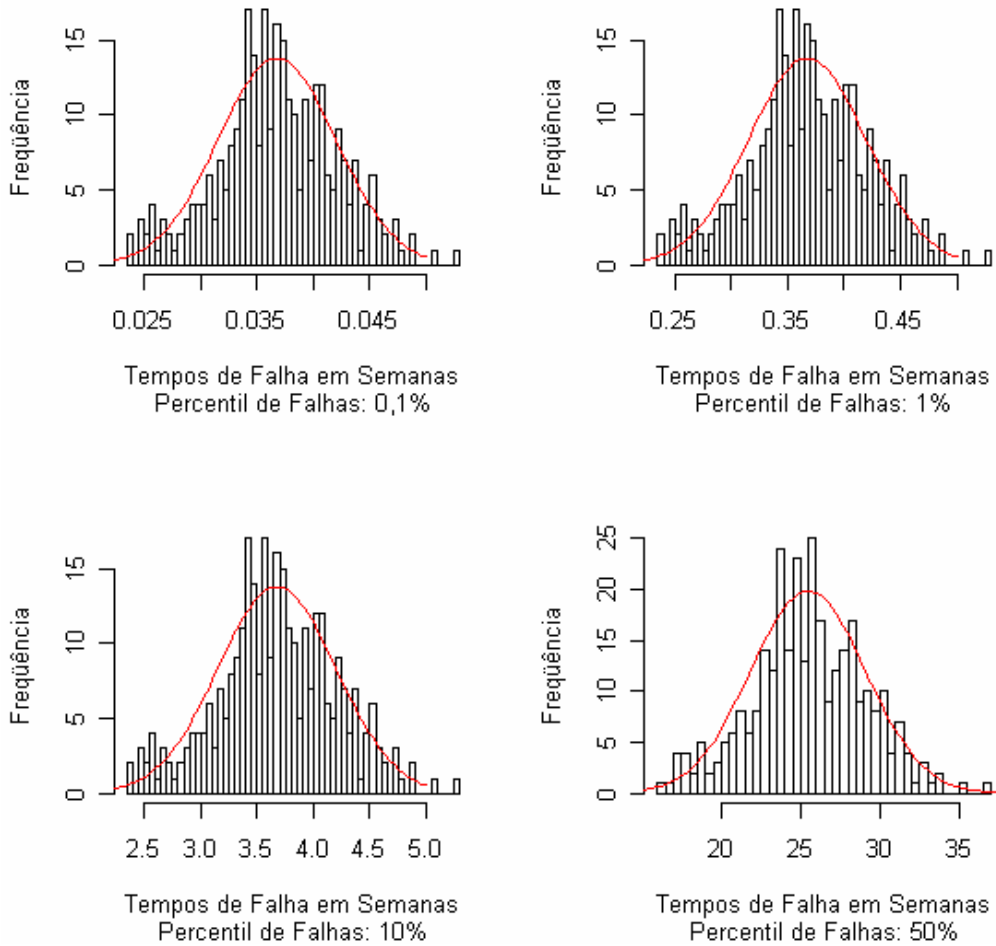 Freqüência
0 5 10 15
0.025 0.035 0.045
Tempos de Falha em Semanas
Percentil de Falhas: 0,1%
Freqüência
0 5 10 15
0.25 0.35 0.45
Tempos de Falha em Semanas
Percentil de Falhas: 1%
Freqüência
0 5 10 15
2.5 3.0 3.5 4.0 4.5 5.0
Tempos de Falha em Semanas
Percentil de Falhas: 10%
Freqüência
0 5 10 15 20 25
20 25 30 35
Tempos de Falha em Semanas
Percentil de Falhas: 50%